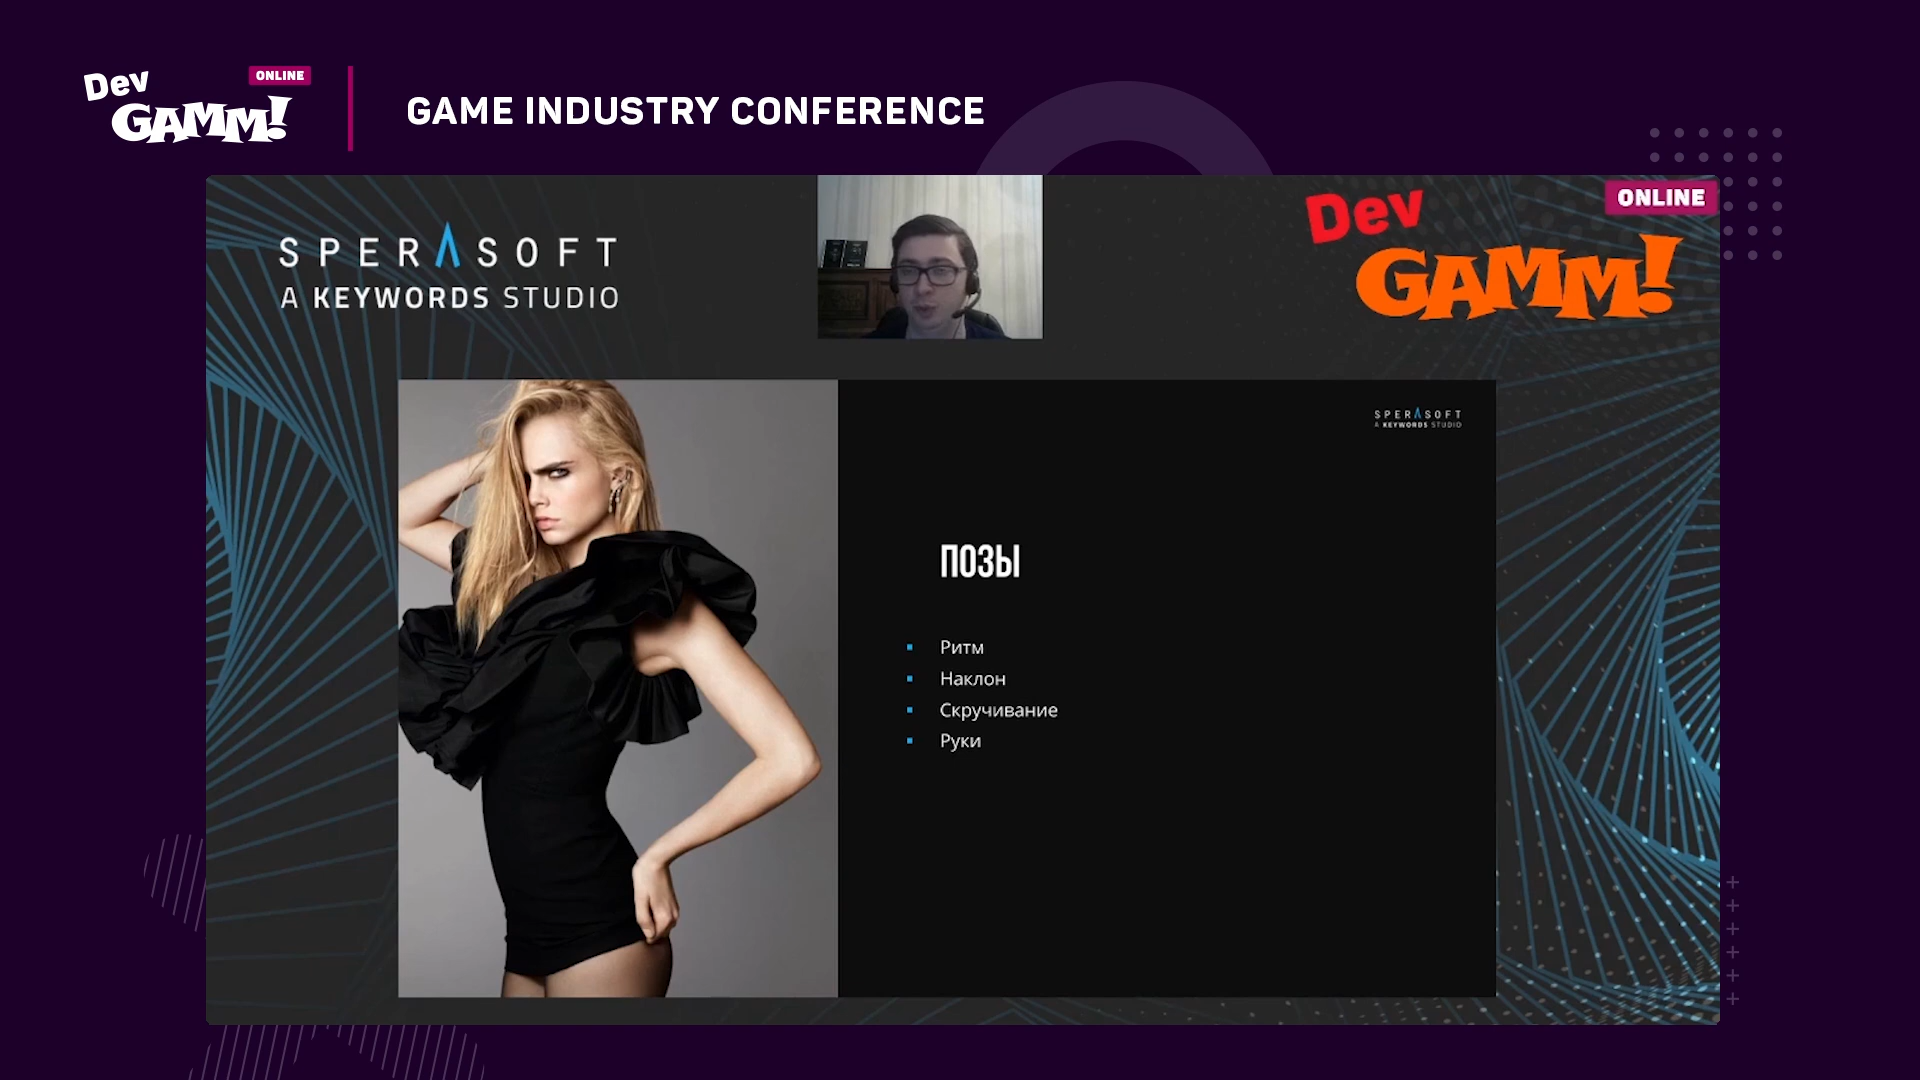 Dev
GAMM!
ONLINE
GAME INDUSTRY CONFERENCE
SPERASOFT
A KEYWORDS STUDIO
Dev
GAMM!
ONLINE
SPERASOFT
A KEYWORDS STUDIO
ПОЗЫ
Ритм
Наклон
Скручивание
Руки